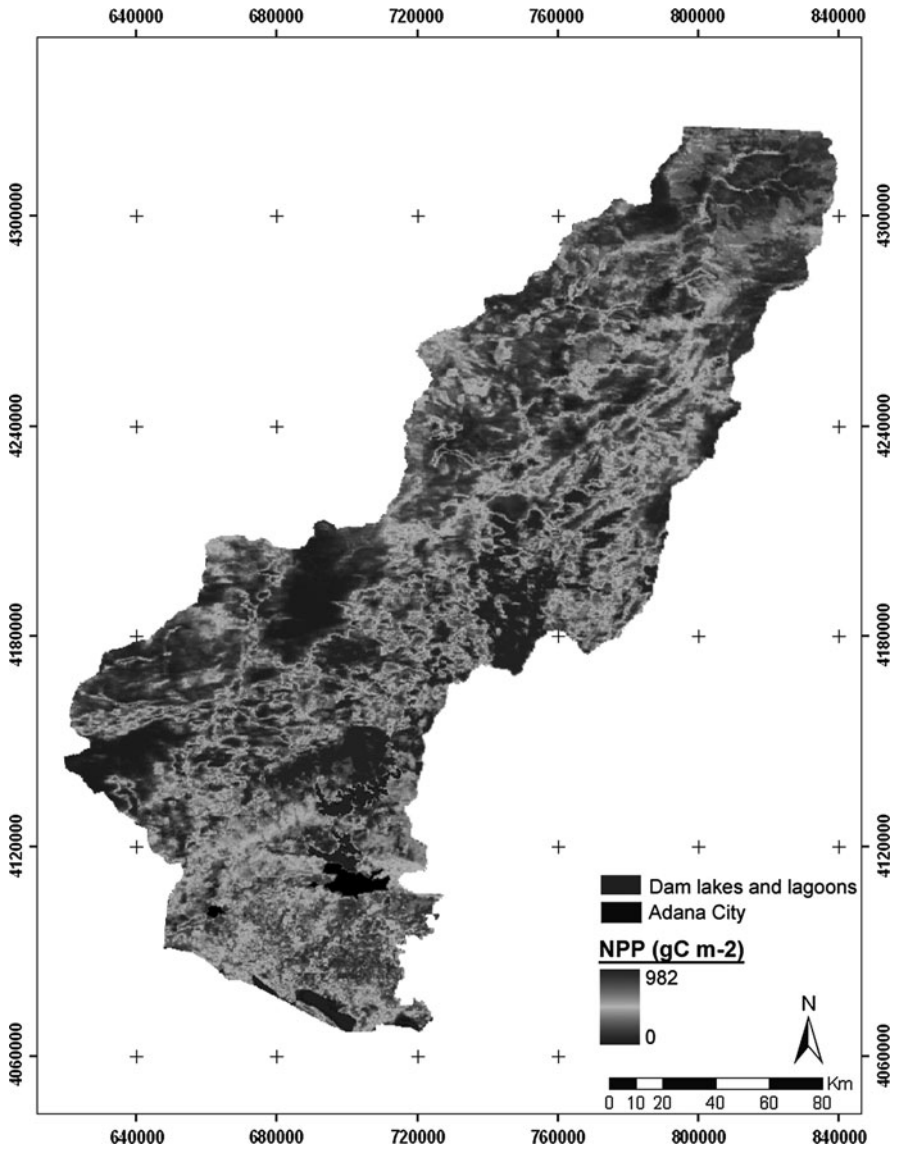 640000 680000 720000 760000 800000 840000
4300000 4300000
4240000 4240000
4180000 4180000
4120000 4120000
4060000 4060000
Dam lakes and lagoons
Adana City
NPP (gC m-2)
982
0
N
Km
0 10 20 40 60 80
640000 680000 720000 760000 800000 840000